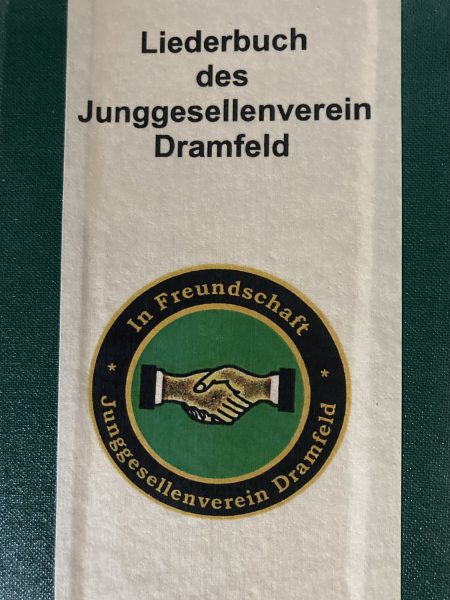 Liederbuch
des
Junggesellenverein
Dramfeld
In Freundschaft
* Junggesellenverein Dramfeld *